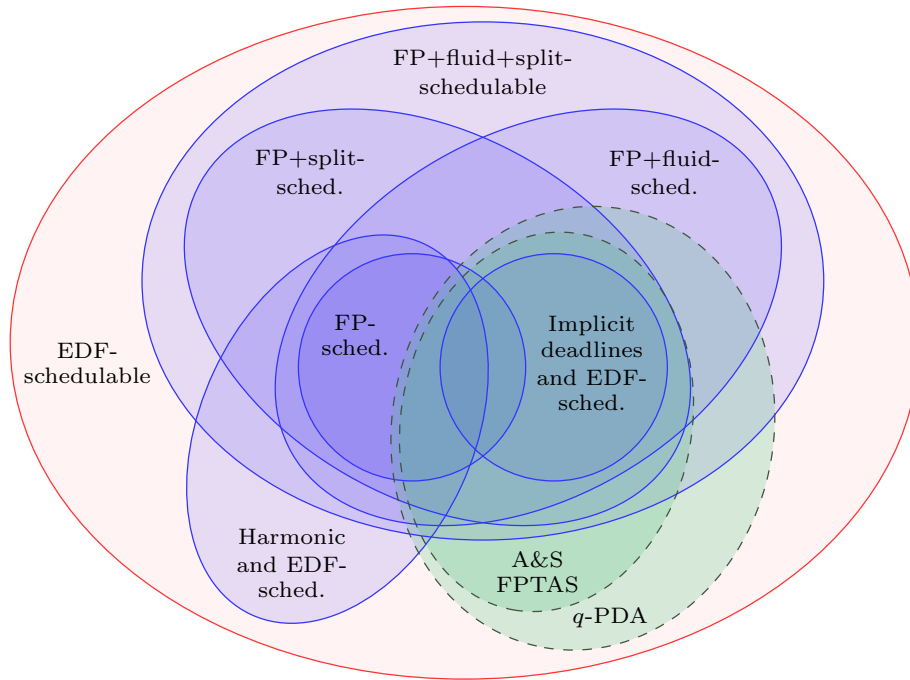 FP+fluid+split-
schedulable
FP+split-
sched.
FP+fluid-
sched.
FP-
sched.
Implicit
deadlines
and EDF-
sched.
EDF-
schedulable
Harmonic
and EDF-
sched.
A&S
FPTAS
q-PDA